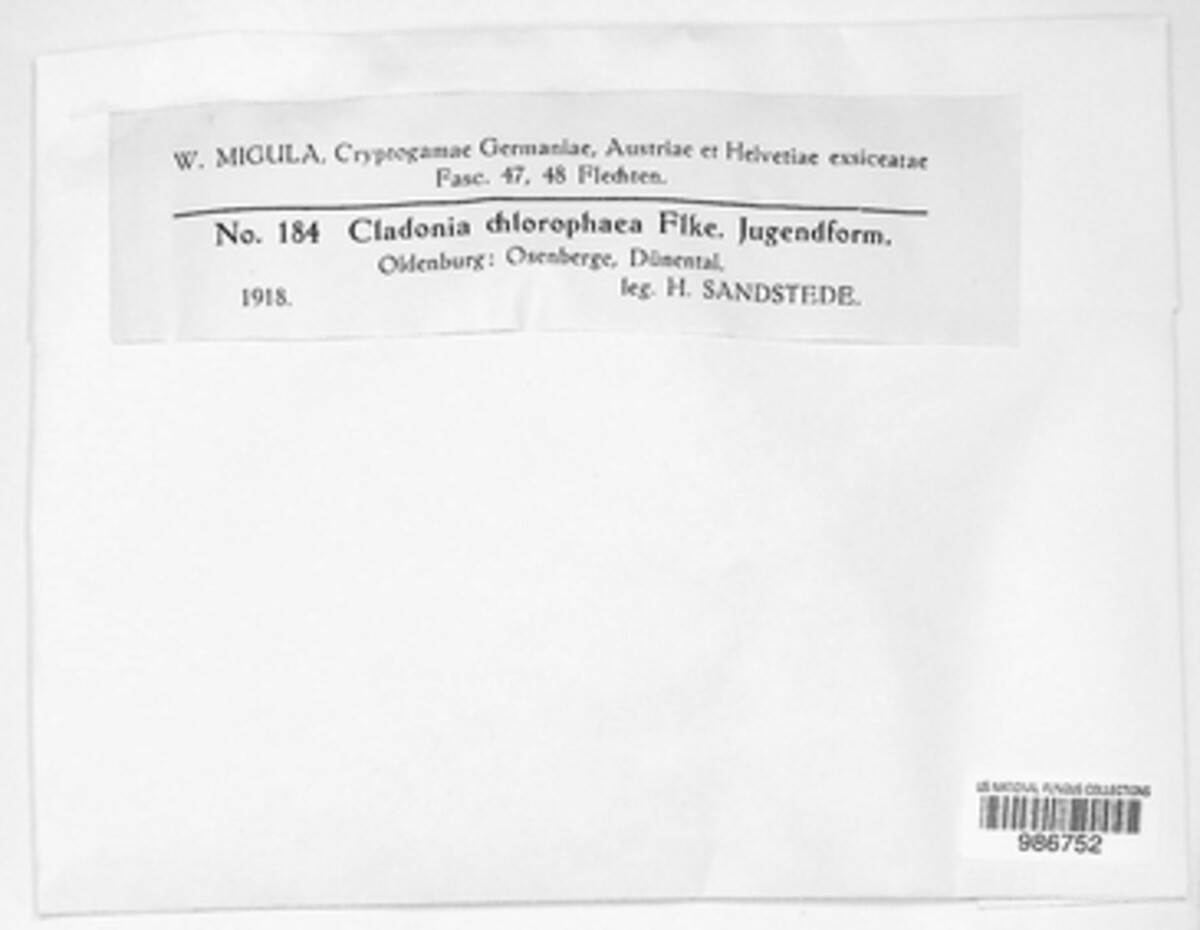 W. MIGULA, Cryptogamae Germaniae, Austriae et Helvetiae exsiccatae
Fasc. 47, 48 Flechten.
No. 184 Cladonia chlorophaea Flke. Jugendform.
Oldenburg: Osenberge, Dünental,
1918. leg. H. SANDSTEDE.
US NATIONAL FUNGUS COLLECTIONS
986752